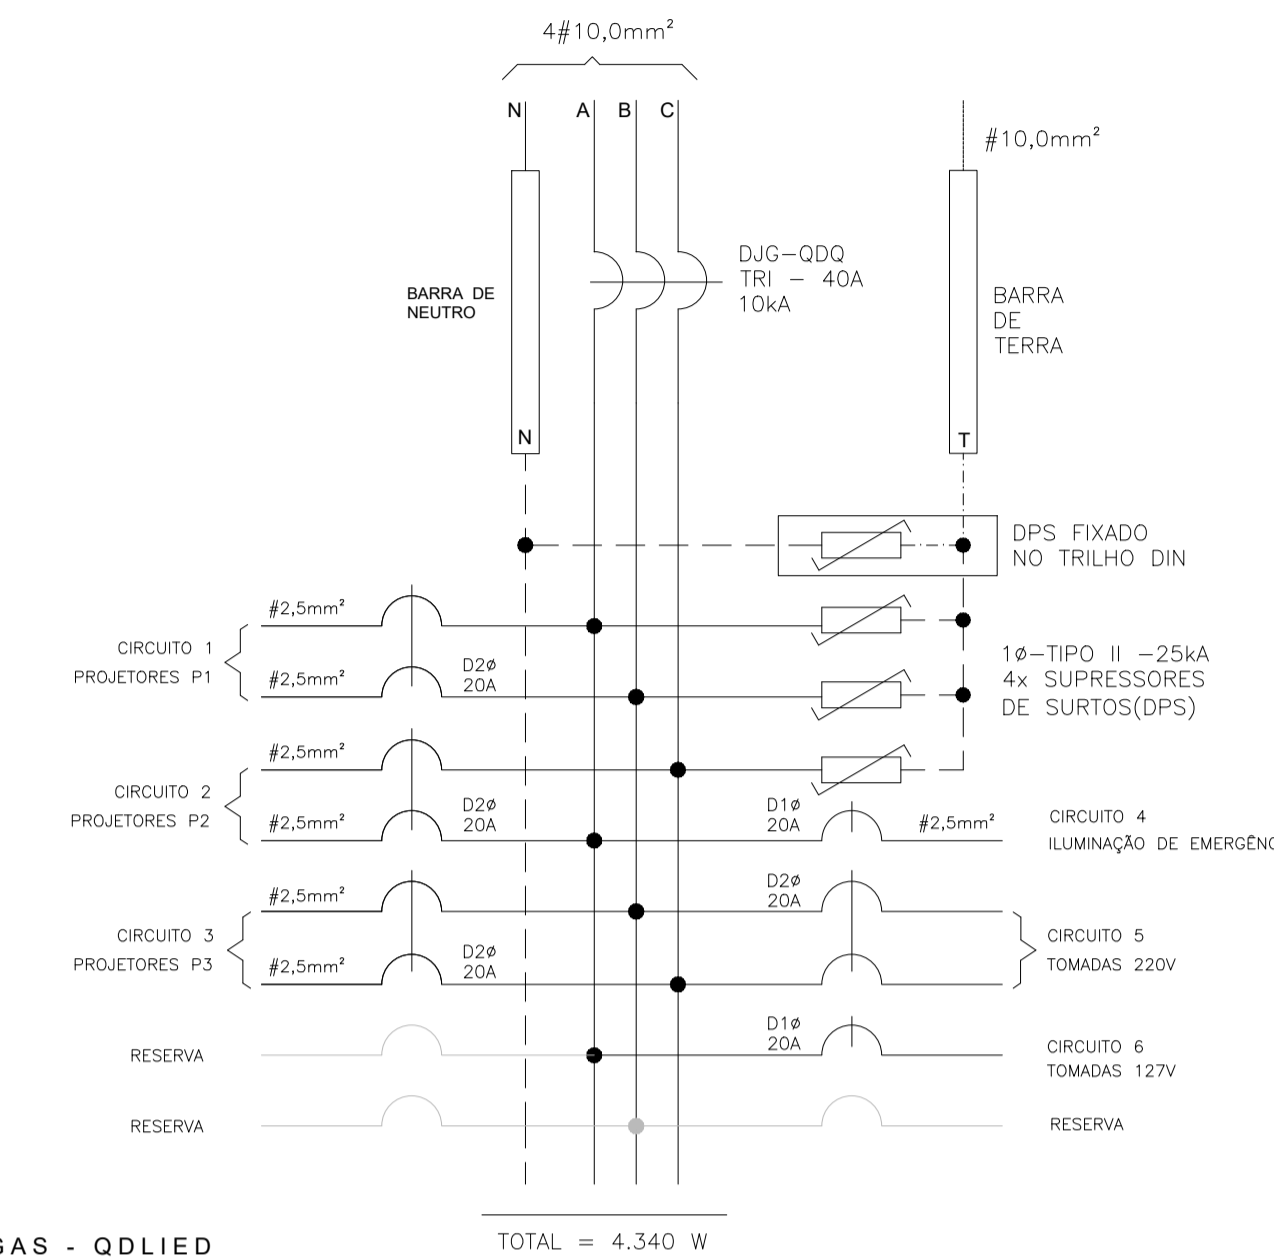 4#10,0mm²
N A B C
#10,0mm²
DJG-QDQ
TRI - 40A
10kA
BARRA DE
NEUTRO
BARRA
DE
TERRA
N
T
DPS FIXADO
NO TRILHO DIN
#2,5mm²
CIRCUITO 1
PROJETORES P1
#2,5mm²
D2ø
20A
1ø-TIPO II -25kA
4x SUPRESSORES
DE SURTOS(DPS)
#2,5mm²
CIRCUITO 2
PROJETORES P2
#2,5mm²
D2ø
20A
D1ø
20A
#2,5mm²
CIRCUITO 4
ILUMINAÇÃO DE EMERGÊNC
#2,5mm²
CIRCUITO 3
PROJETORES P3
#2,5mm²
D2ø
20A
D2ø
20A
CIRCUITO 5
TOMADAS 220V
RESERVA
D1ø
20A
CIRCUITO 6
TOMADAS 127V
RESERVA
RESERVA
TOTAL = 4.340 W
GAS - QDLIED